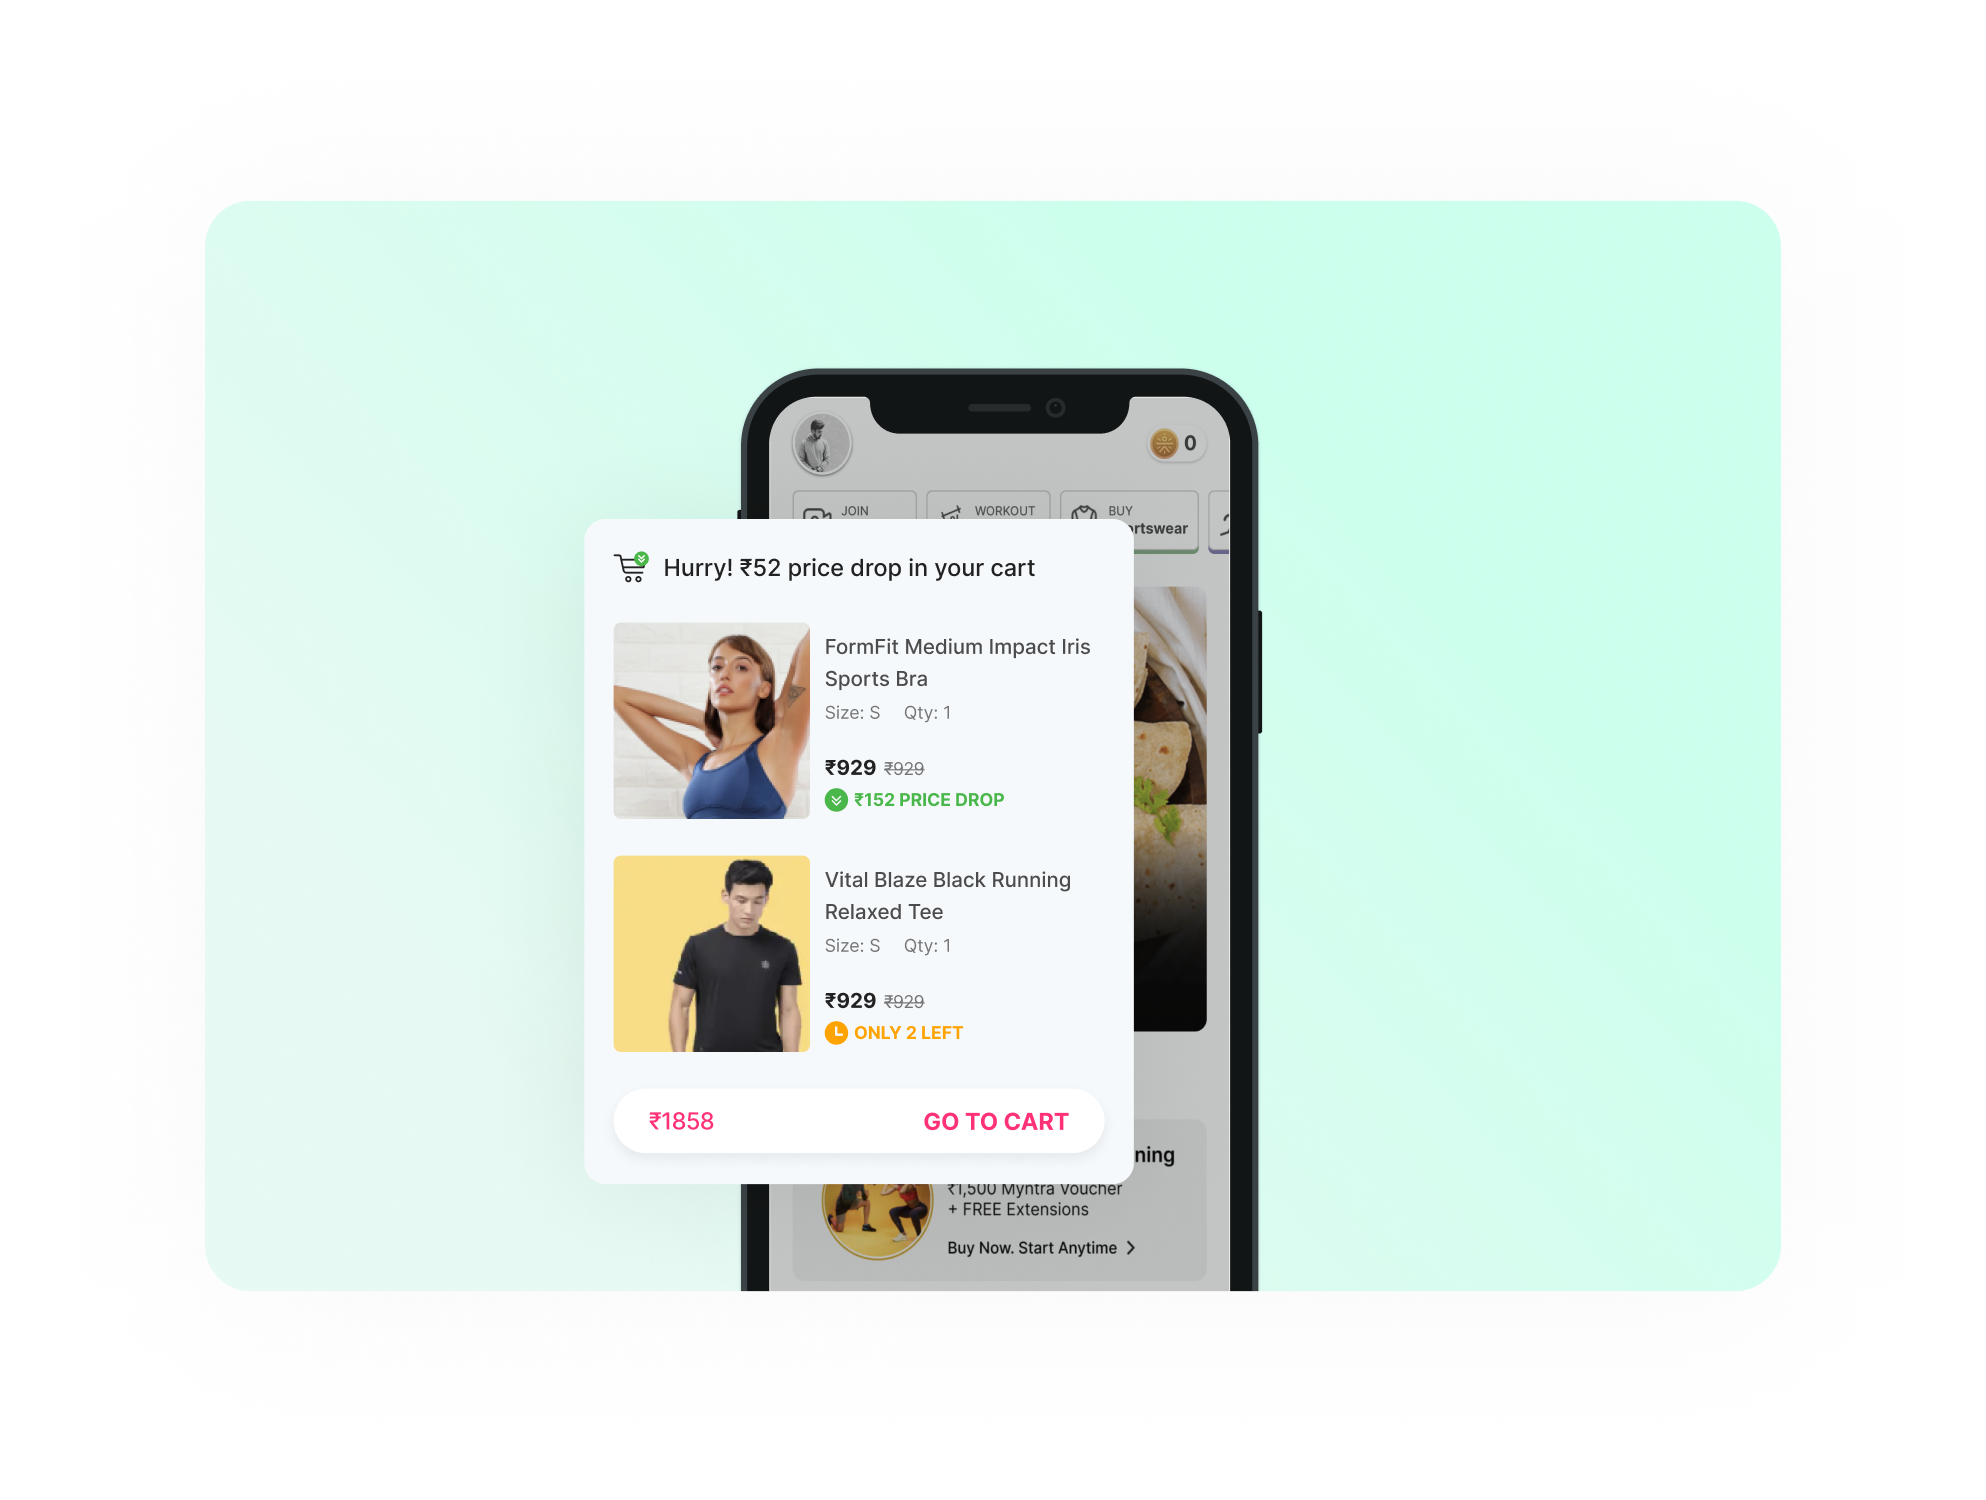 0
JOIN
WORKOUT
BUY
ortswear
Hurry! ₹52 price drop in your cart
FormFit Medium Impact Iris
Sports Bra
Size: S Qty: 1
₹929 ₹929
₹152 PRICE DROP
Vital Blaze Black Running
Relaxed Tee
Size: S Qty: 1
₹929 ₹929
ONLY 2 LEFT
₹1858 GO TO CART
ning
₹1,500 Myntra Voucher
+ FREE Extensions
Buy Now. Start Anytime